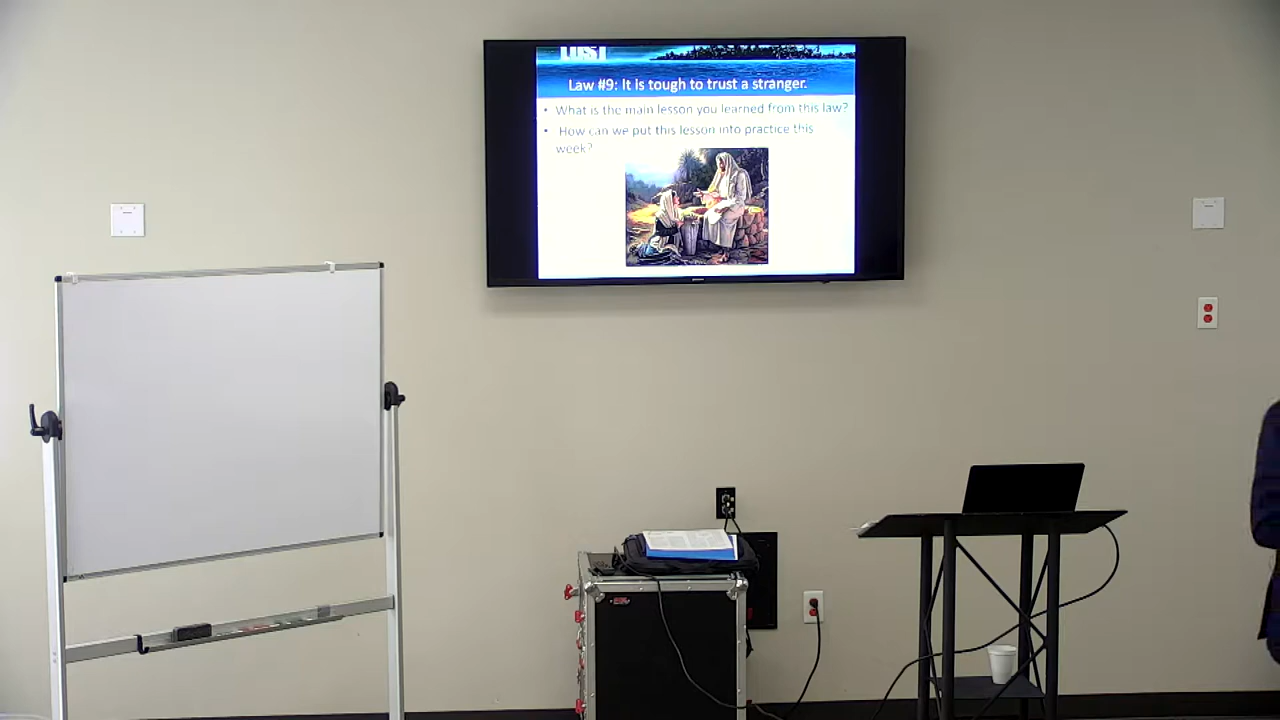 LUST
Law #9: It is tough to trust a stranger.
• What is the main lesson you learned from this law?
• How can we put this lesson into practice this
week?